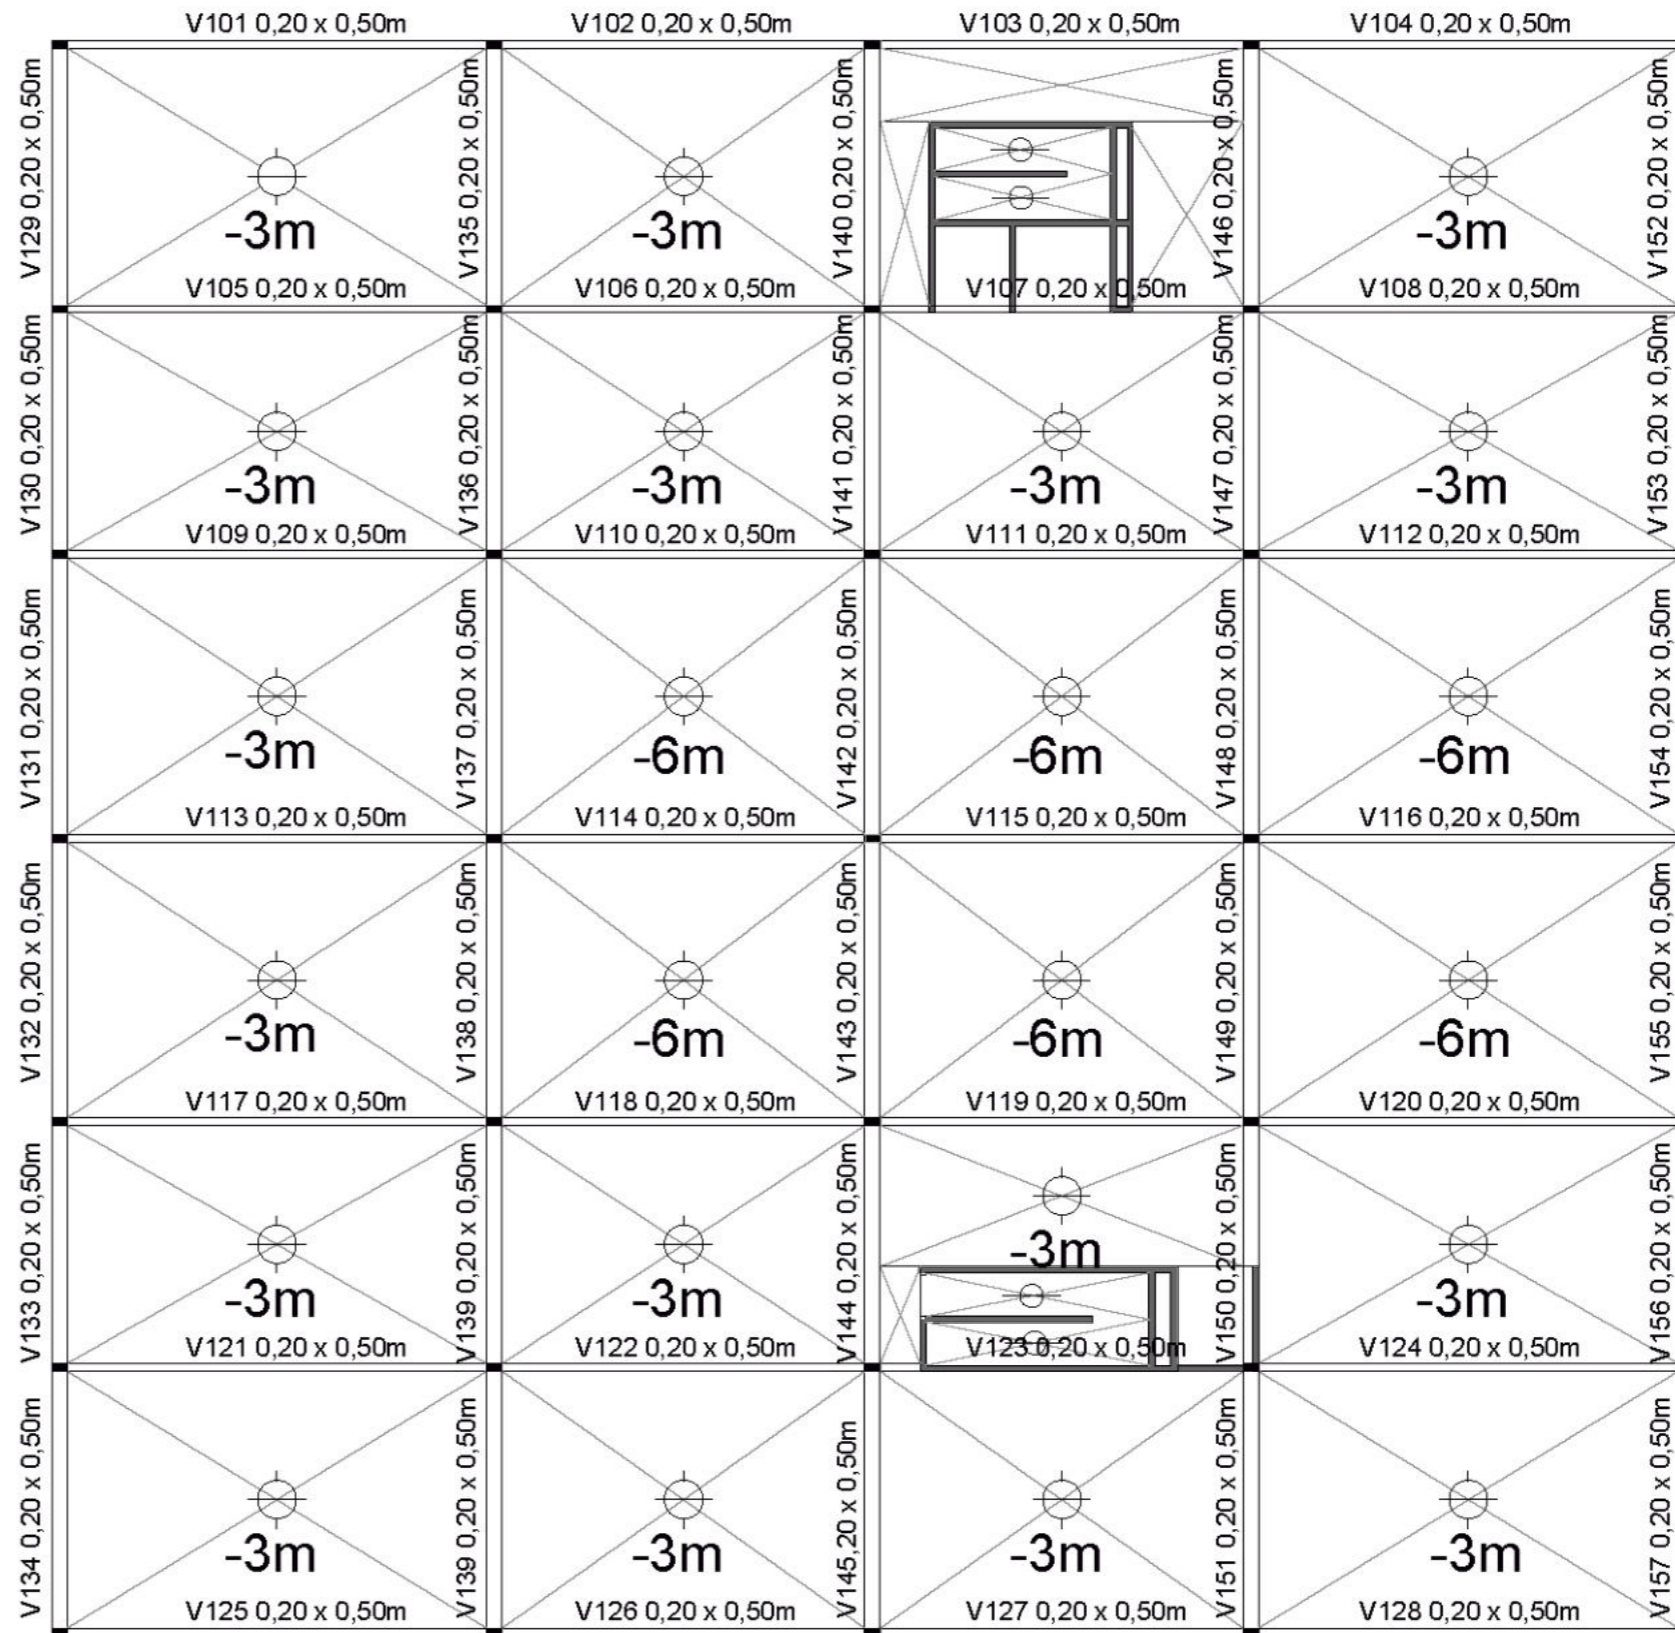 V101 0,20 x 0,50m
V102 0,20 x 0,50m
V103 0,20 x 0,50m
V104 0,20 x 0,50m
V129 0,20 x 0,50m
-3m
V135 0,20 x 0,50m
-3m
V140 0,20 x 0,50m
V146 0,20 x 0,50m
-3m
V152 0,20 x 0,50m
V105 0,20 x 0,50m
V106 0,20 x 0,50m
V107 0,20 x 0,50m
V108 0,20 x 0,50m
V130 0,20 x 0,50m
-3m
V136 0,20 x 0,50m
-3m
V141 0,20 x 0,50m
-3m
V147 0,20 x 0,50m
-3m
V153 0,20 x 0,50m
V109 0,20 x 0,50m
V110 0,20 x 0,50m
V111 0,20 x 0,50m
V112 0,20 x 0,50m
V131 0,20 x 0,50m
-3m
V137 0,20 x 0,50m
-6m
V142 0,20 x 0,50m
-6m
V148 0,20 x 0,50m
-6m
V154 0,20 x 0,50m
V113 0,20 x 0,50m
V114 0,20 x 0,50m
V115 0,20 x 0,50m
V116 0,20 x 0,50m
V132 0,20 x 0,50m
-3m
V138 0,20 x 0,50m
-6m
V143 0,20 x 0,50m
-6m
V149 0,20 x 0,50m
-6m
V155 0,20 x 0,50m
V117 0,20 x 0,50m
V118 0,20 x 0,50m
V119 0,20 x 0,50m
V120 0,20 x 0,50m
V133 0,20 x 0,50m
-3m
V139 0,20 x 0,50m
-3m
V144 0,20 x 0,50m
-3m
V150 0,20 x 0,50m
-3m
V156 0,20 x 0,50m
V121 0,20 x 0,50m
V122 0,20 x 0,50m
V123 0,20 x 0,50m
V124 0,20 x 0,50m
V134 0,20 x 0,50m
-3m
V139 0,20 x 0,50m
-3m
V145,20 x 0,50m
-3m
V151 0,20 x 0,50m
-3m
V157 0,20 x 0,50m
V125 0,20 x 0,50m
V126 0,20 x 0,50m
V127 0,20 x 0,50m
V128 0,20 x 0,50m